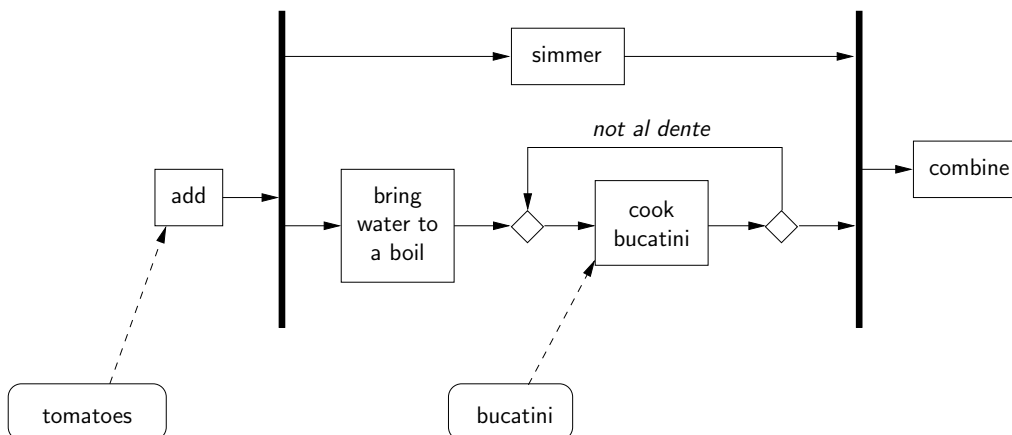 simmer
not al dente
add
bring
water to
a boil
cook
bucatini
combine
tomatoes
bucatini